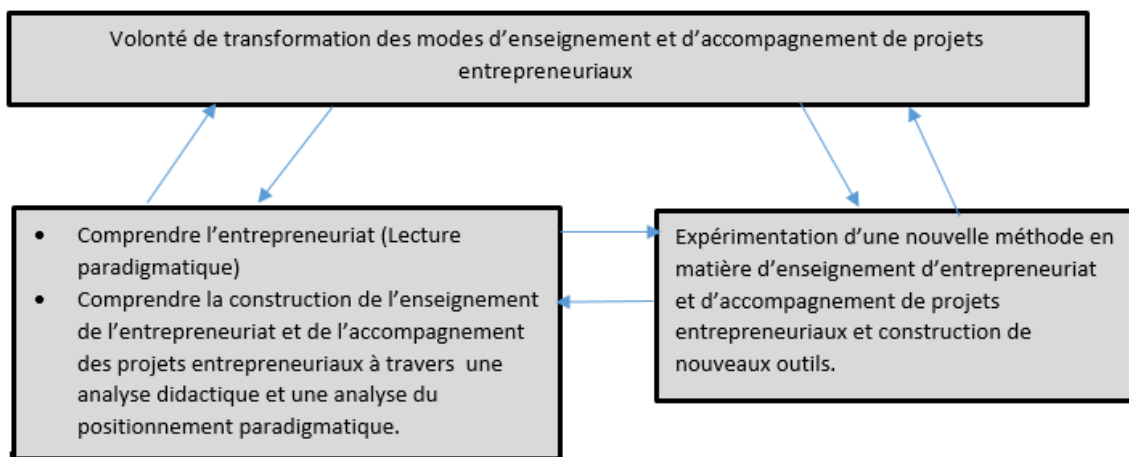 Volonté de transformation des modes d’enseignement et d’accompagnement de projets
entrepreneuriaux
• Comprendre l’entrepreneuriat (Lecture
paradigmatique)
• Comprendre la construction de l’enseignement
de l’entrepreneuriat et de l’accompagnement
des projets entrepreneuriaux à travers une
analyse didactique et une analyse du
positionnement paradigmatique.
Expérimentation d’une nouvelle méthode en
matière d’enseignement d’entrepreneuriat
et d’accompagnement de projets
entrepreneuriaux et construction de
nouveaux outils.